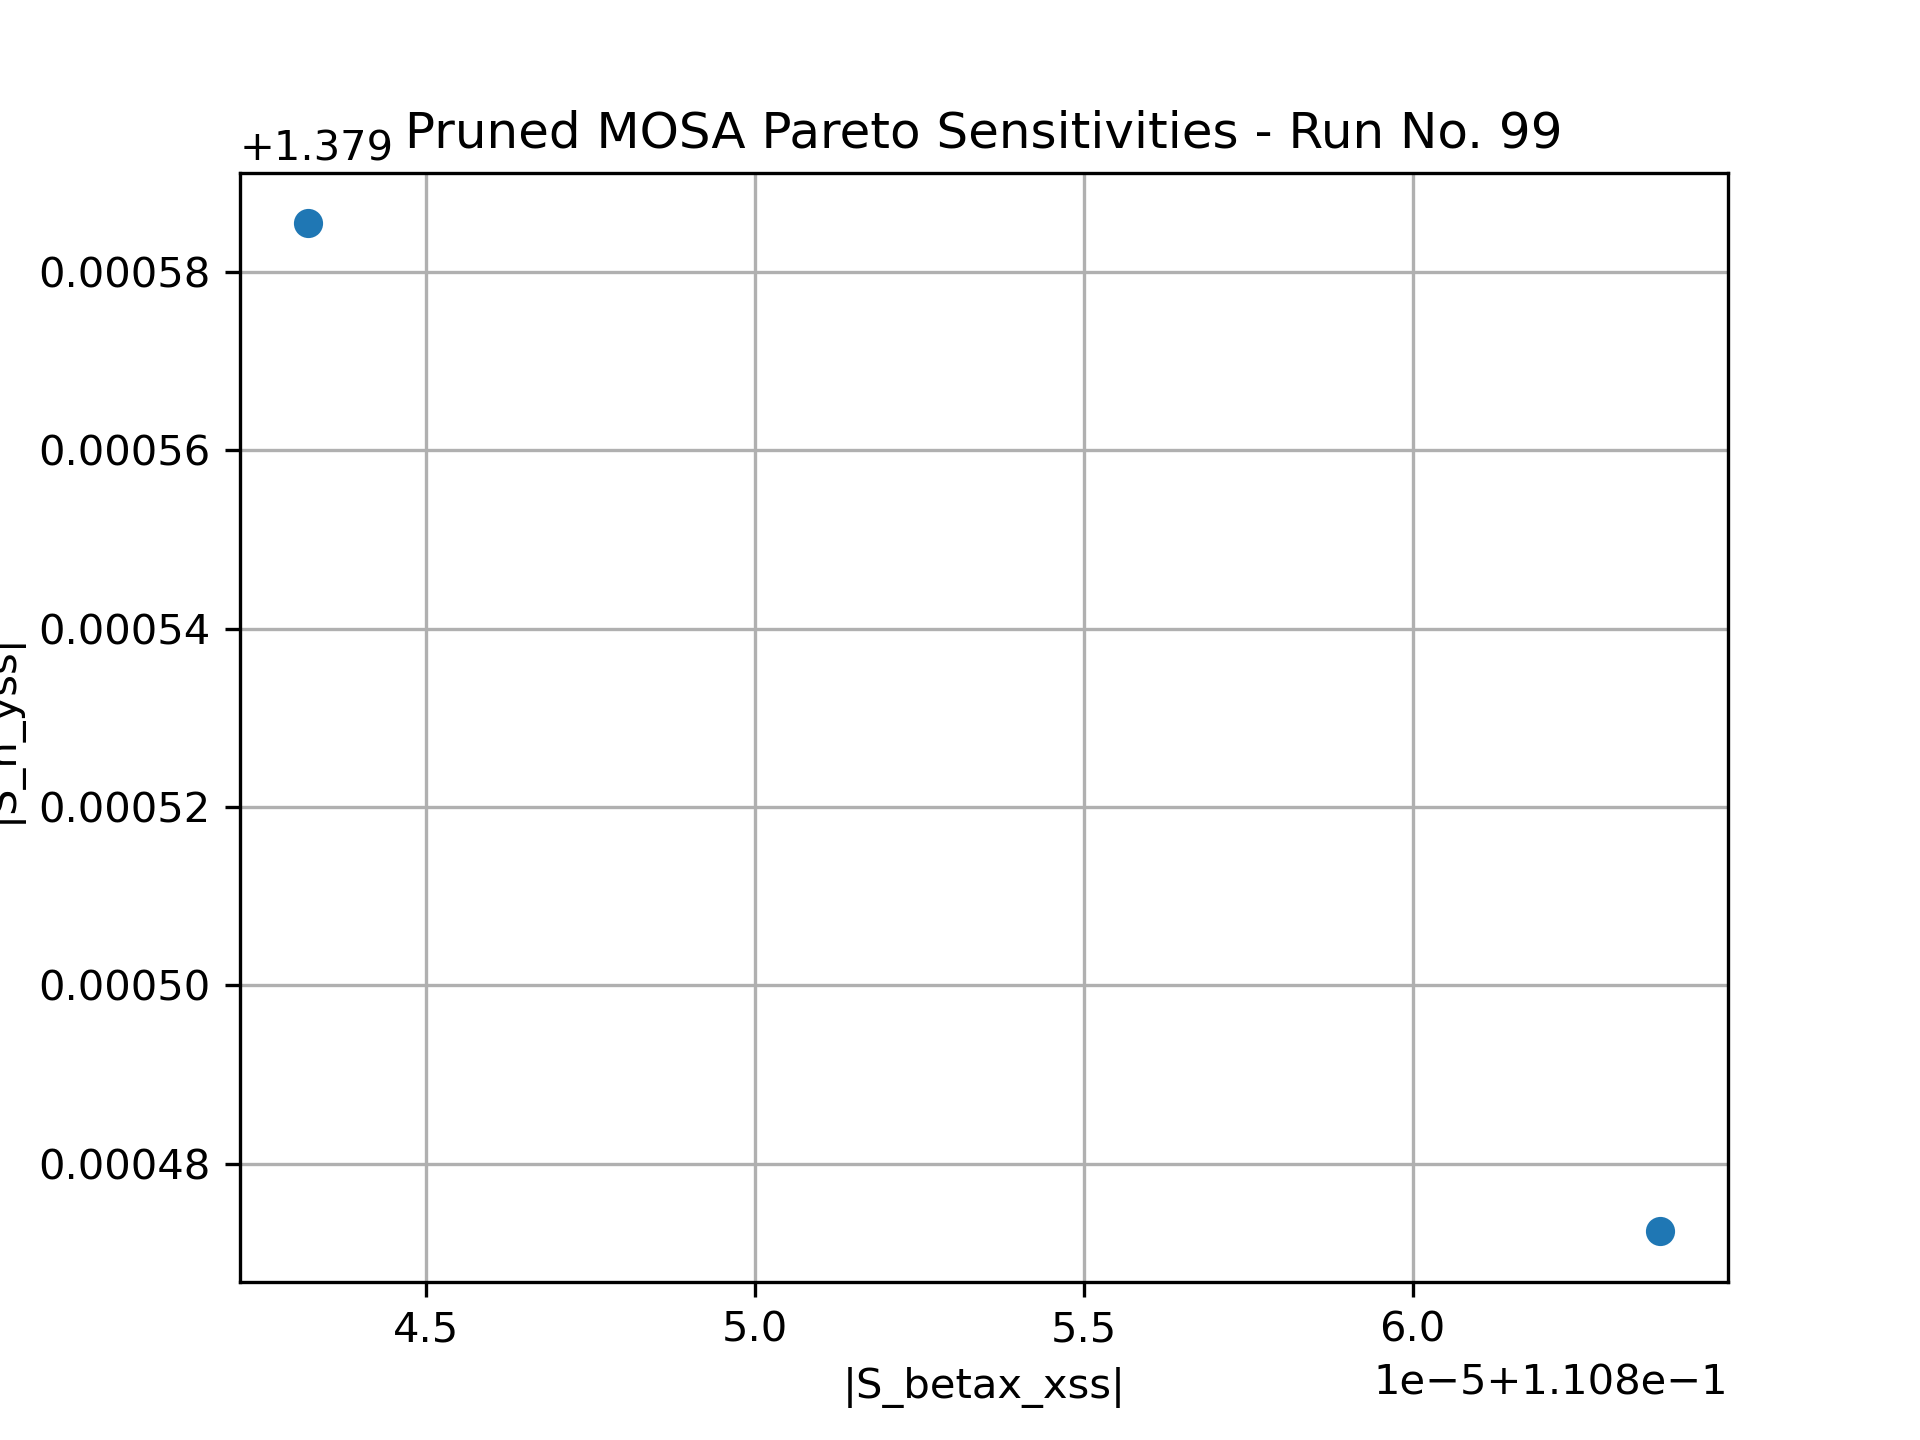 Pruned MOSA Pareto Sensitivities - Run No. 99
+1.379
0.00058
0.00056
0.00054
0.00052
0.00050
0.00048
4.5 5.0 5.5 6.0
|S_betax_xss|
1e−5+1.108e−1